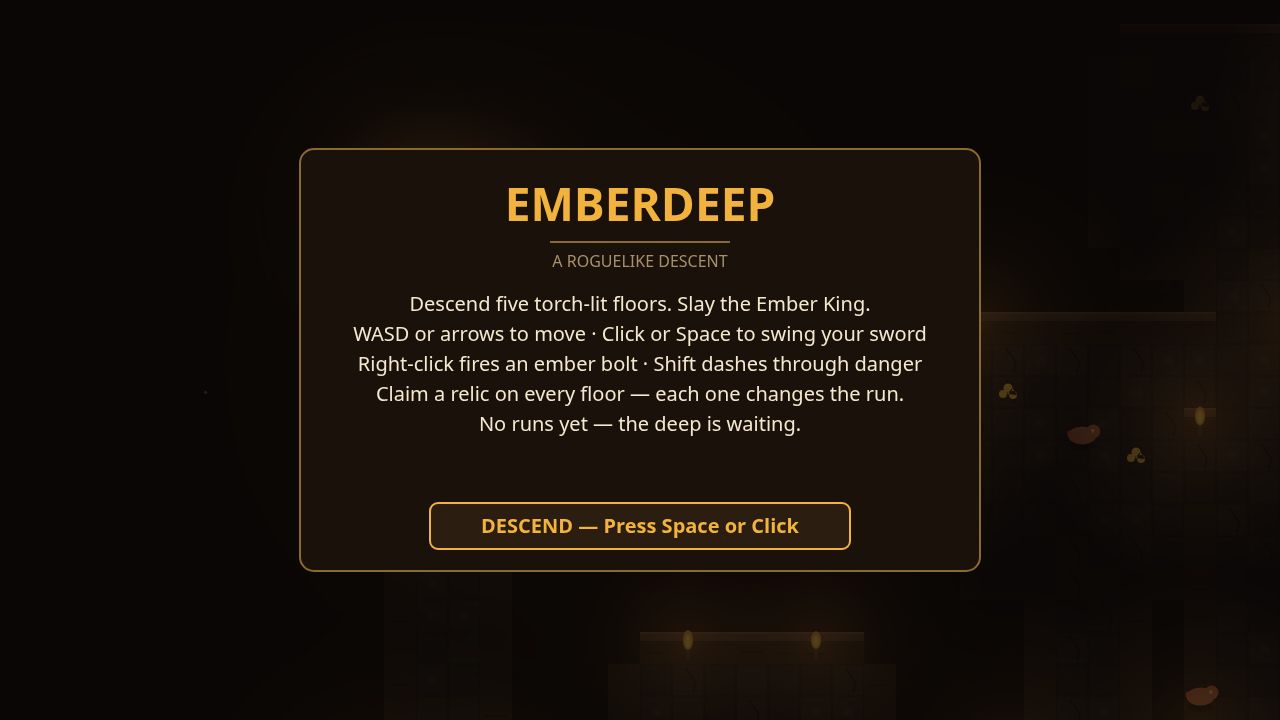 EMBERDEEP
A ROGUELIKE DESCENT
Descend five torch-lit floors. Slay the Ember King.
WASD or arrows to move · Click or Space to swing your sword
Right-click fires an ember bolt · Shift dashes through danger
Claim a relic on every floor — each one changes the run.
No runs yet — the deep is waiting.
DESCEND — Press Space or Click